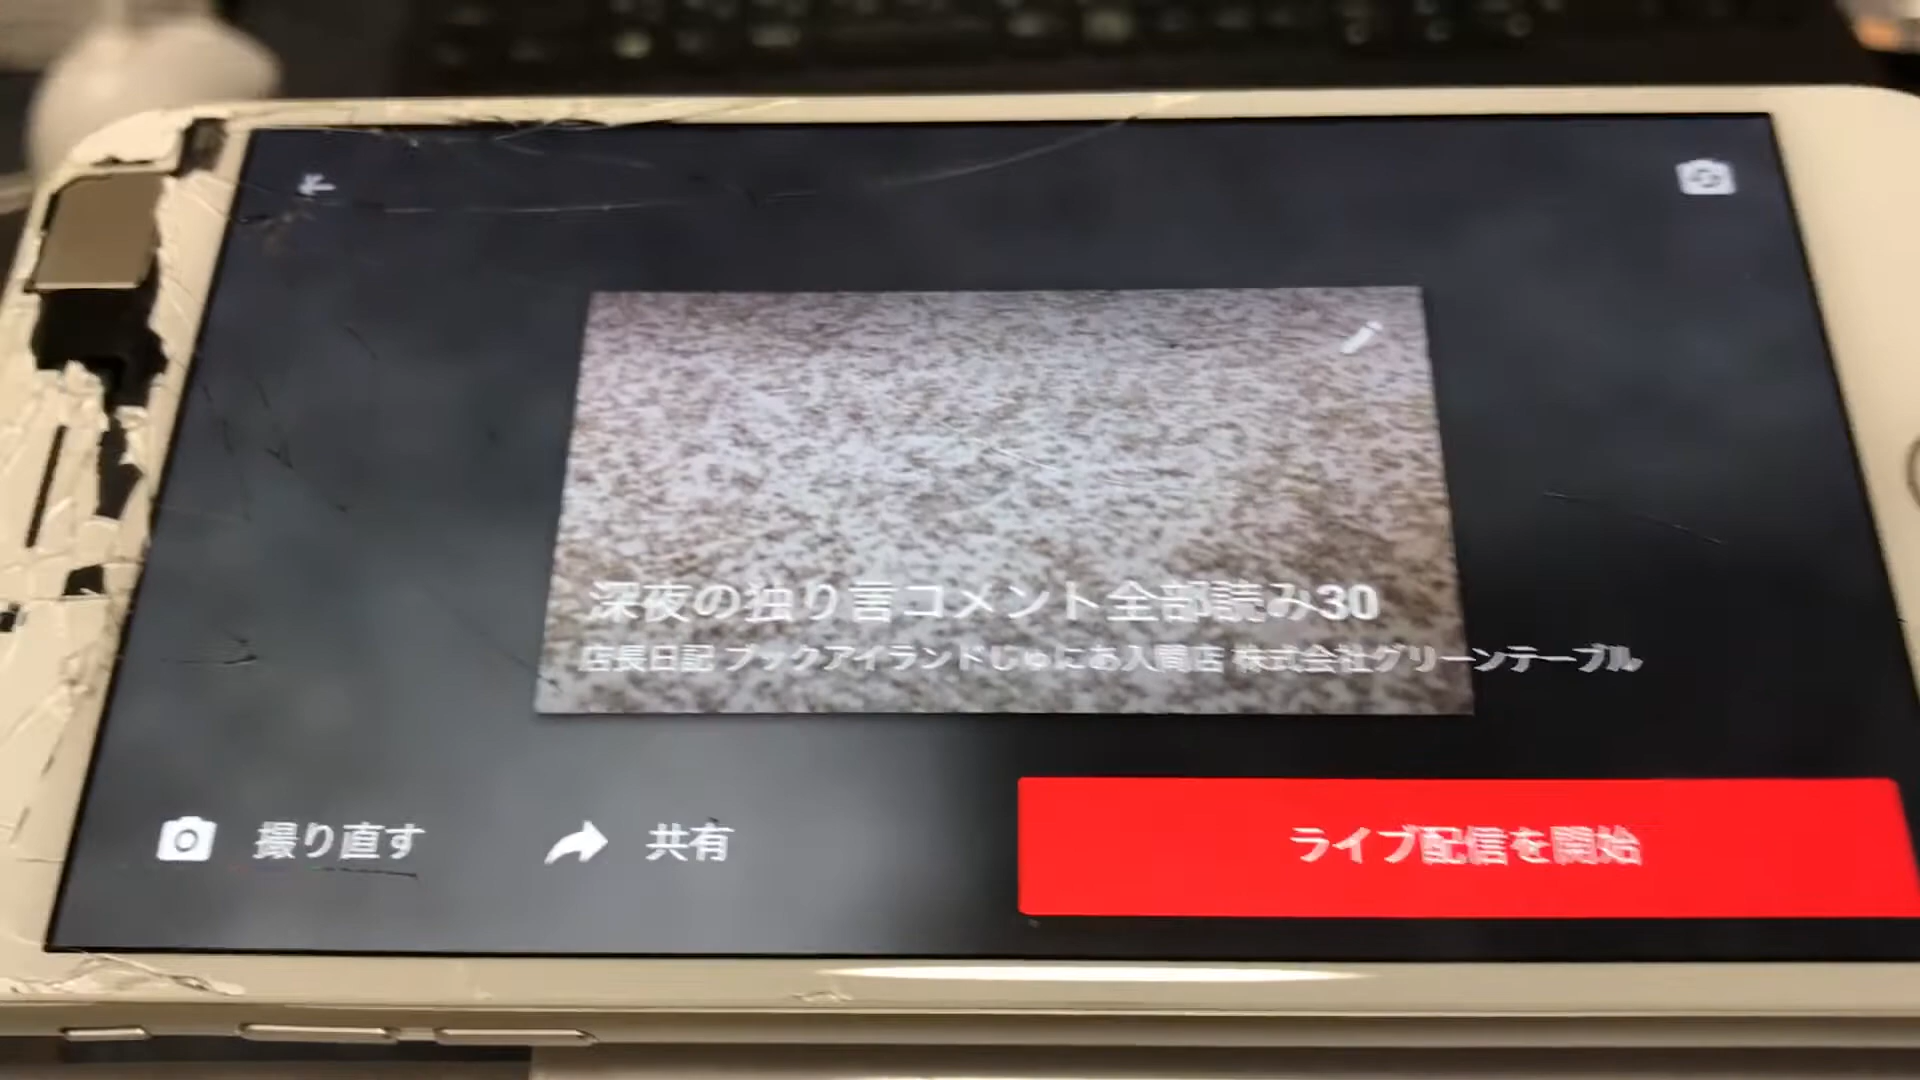 深夜の独り言コメント全部読み30
店長日記 ブックアイランドじゅにあ入間店 株式会社グリーンテーブル
撮り直す
共有
ライブ配信を開始